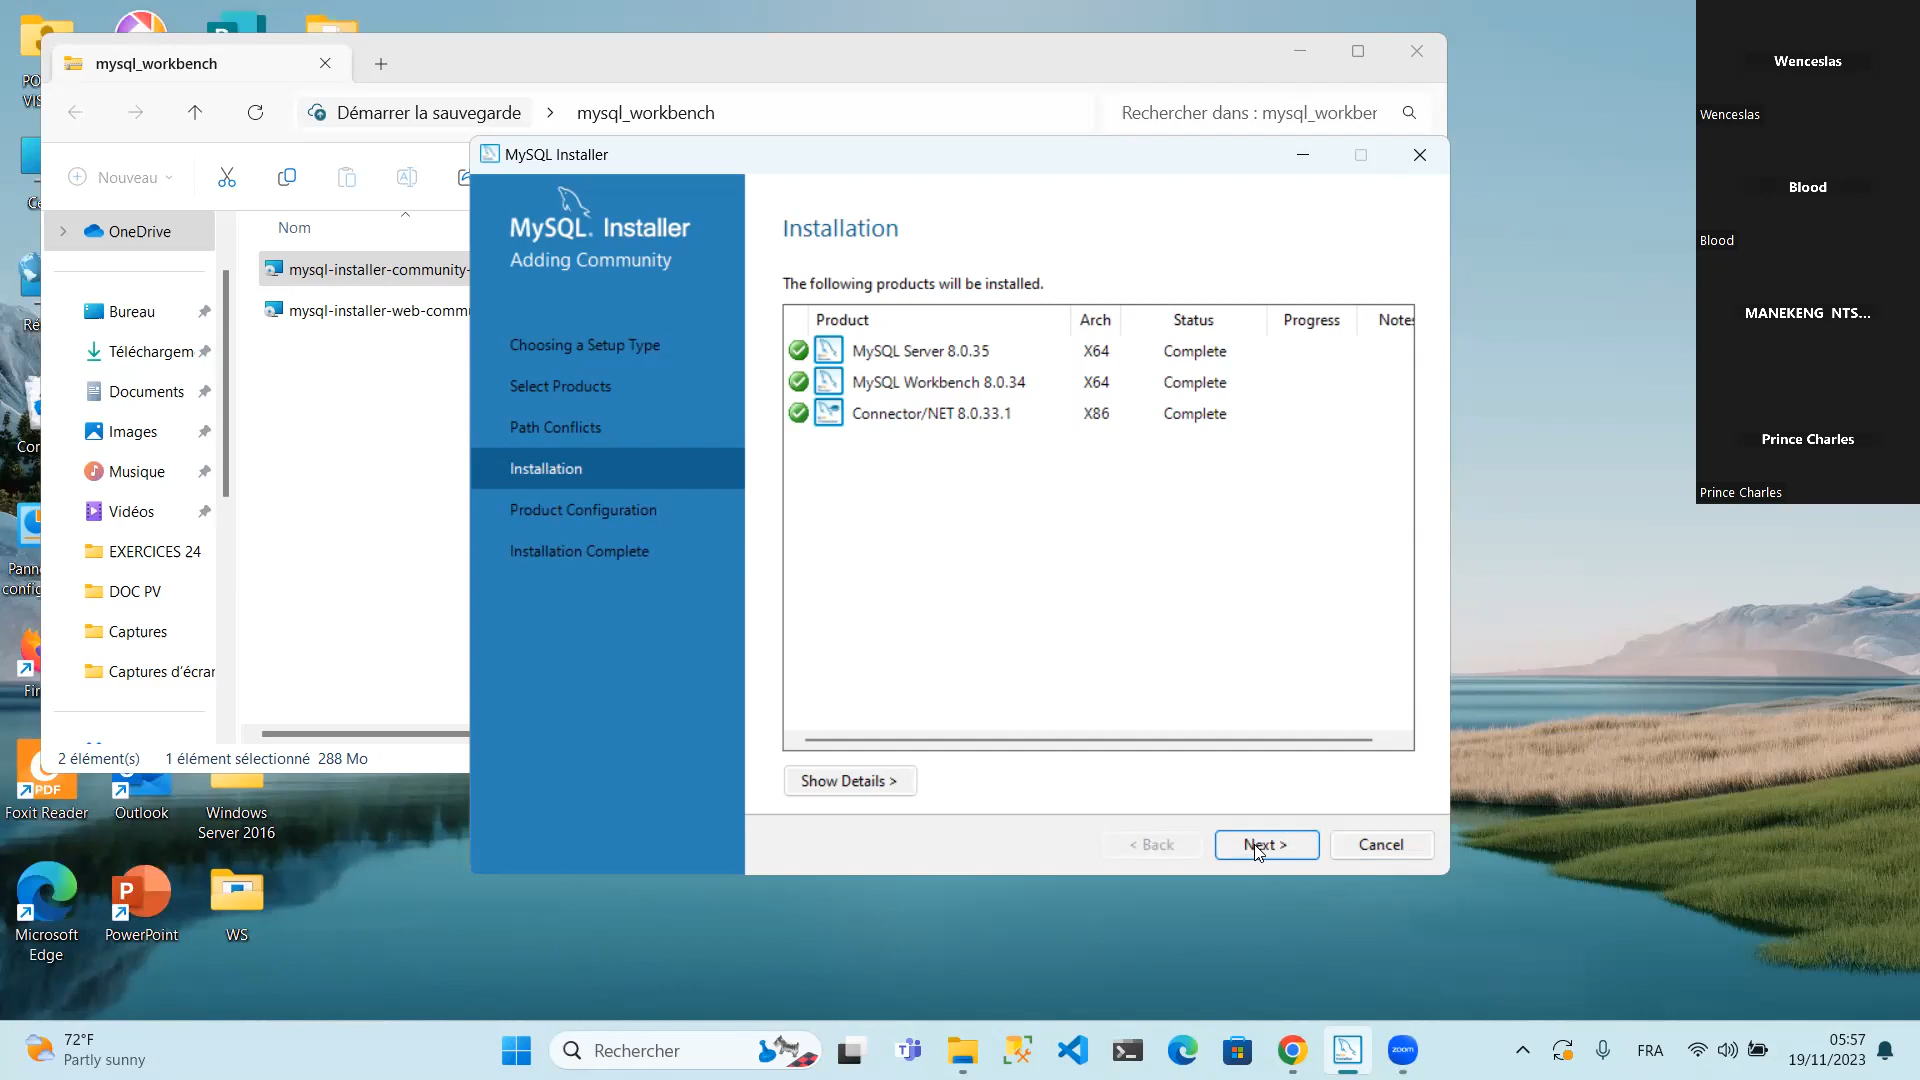 mysql_workbench
Démarrer la sauvegarde
mysql_workbench
Rechercher dans : mysql_workber
Nouveau
OneDrive
Bureau
Téléchargem
Documents
Images
Musique
Vidéos
EXERCICES 24
DOC PV
Captures
Captures d'écrar
Nom
mysql-installer-community-
mysql-installer-web-comm
2 élément(s)
1 élément sélectionné 288 Mo
MySQL Installer
MySQL. Installer
Adding Community
Choosing a Setup Type
Select Products
Path Conflicts
Installation
Product Configuration
Installation Complete
Installation
The following products will be installed.
Product Arch Status Progress Notes
MySQL Server 8.0.35 X64 Complete
MySQL Workbench 8.0.34 X64 Complete
Connector/NET 8.0.33.1 X86 Complete
Show Details >
< Back
Next >
Cancel
Wenceslas
Wenceslas
Blood
Blood
MANEKENG NTS...
Prince Charles
Prince Charles
PDF
Foxit Reader
Outlook
Windows
Server 2016
Microsoft
Edge
PowerPoint
WS
72°F
Partly sunny
Rechercher
zoom
FRA
05:57
19/11/2023